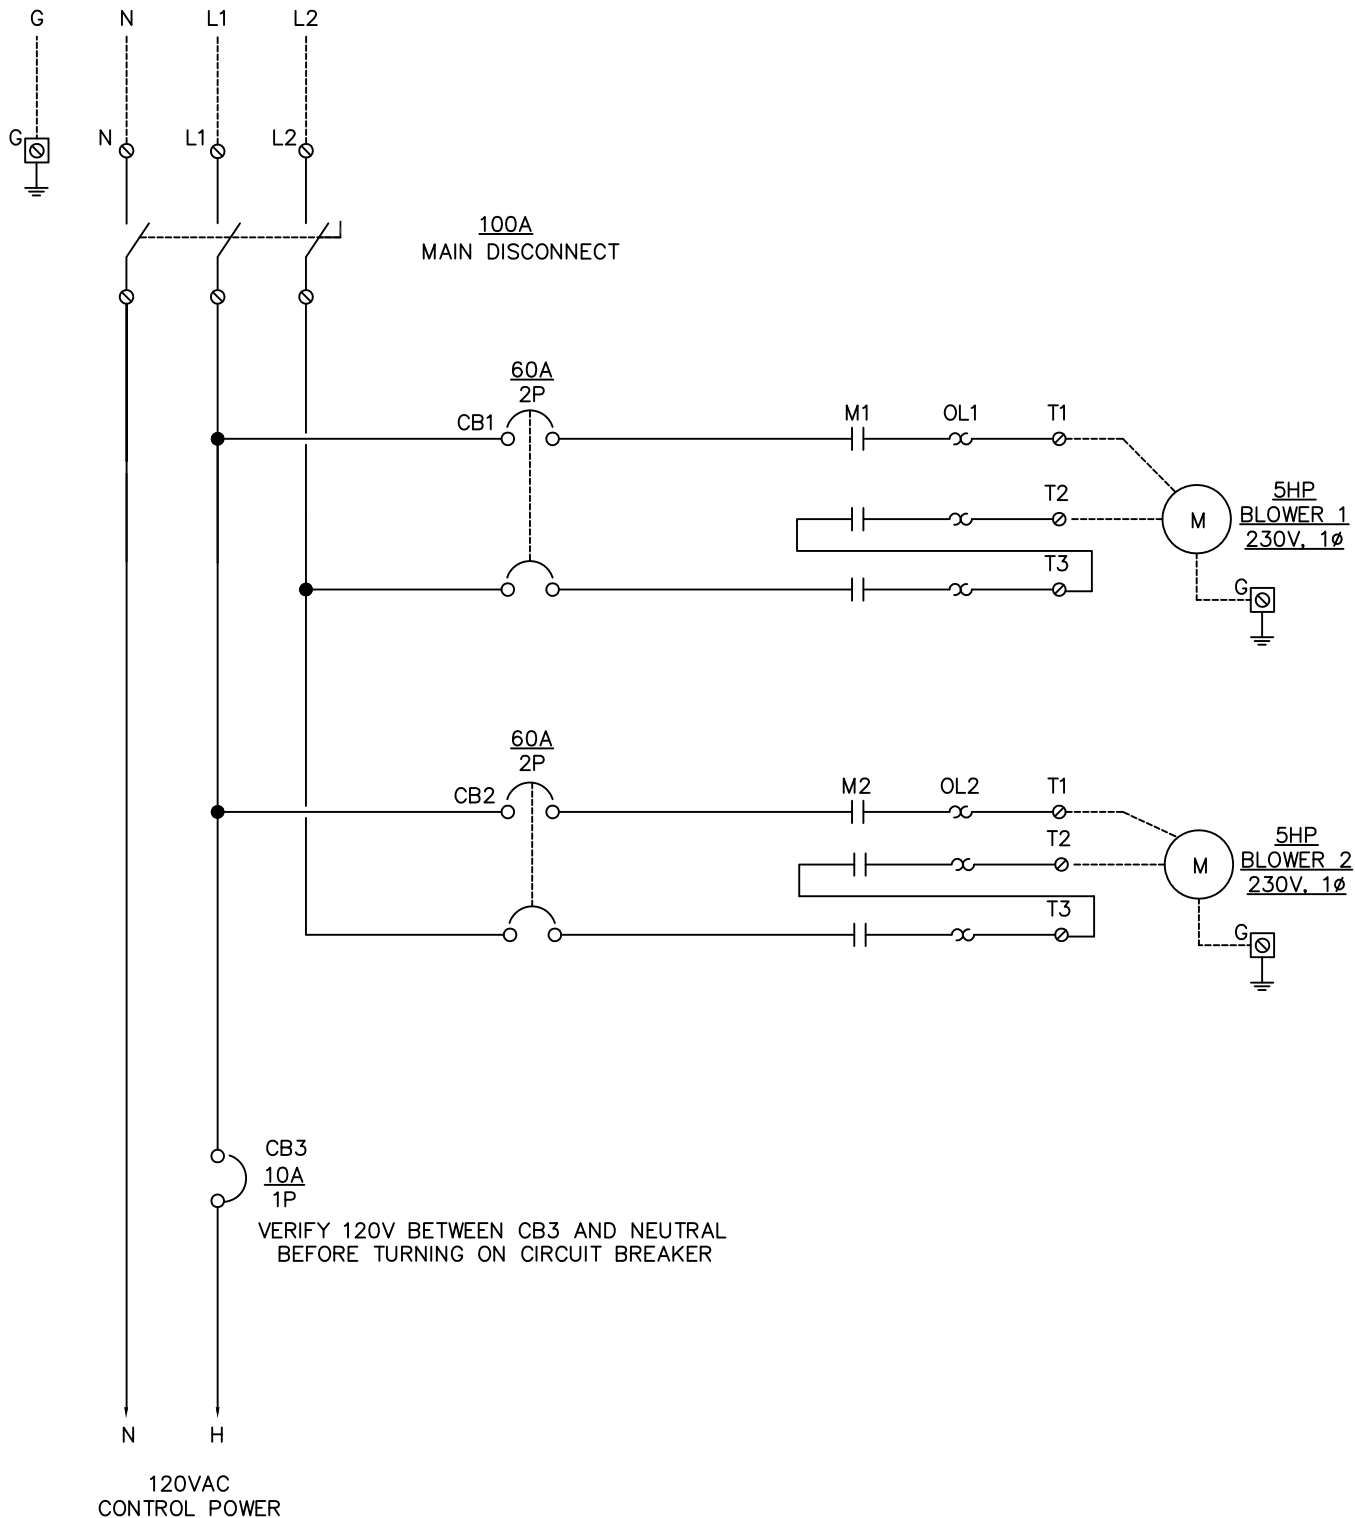 G N L1 L2
G N L1 L2
100A
MAIN DISCONNECT
60A
2P
CB1 M1 OL1 T1
T2
M
5HP
BLOWER 1
230V, 1ø
T3
G
60A
2P
CB2 M2 OL2 T1
T2
M
5HP
BLOWER 2
230V, 1ø
T3
G
CB3
10A
1P
VERIFY 120V BETWEEN CB3 AND NEUTRAL
BEFORE TURNING ON CIRCUIT BREAKER
N H
120VAC
CONTROL POWER